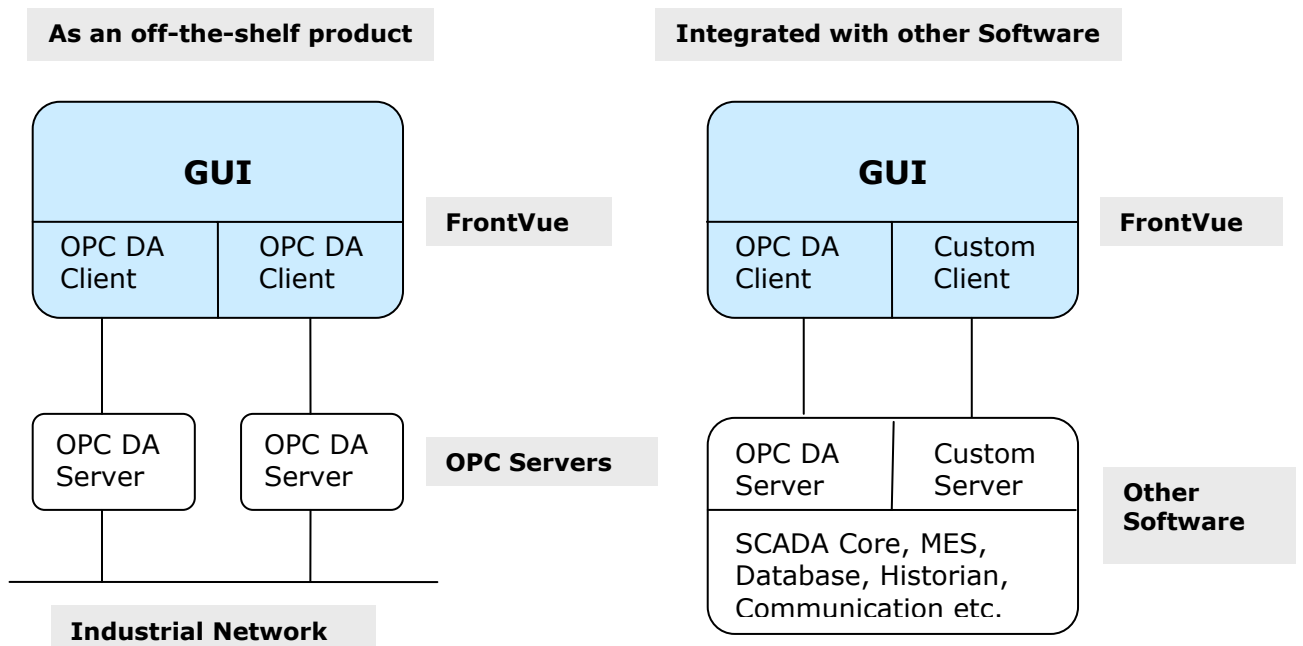 As an off-the-shelf product
GUI
OPC DA
Client
OPC DA
Client
FrontVue
OPC DA
Server
OPC DA
Server
OPC Servers
Industrial Network
Integrated with other Software
GUI
OPC DA
Client
Custom
Client
FrontVue
OPC DA
Server
Custom
Server
SCADA Core, MES,
Database, Historian,
Communication etc.
Other
Software